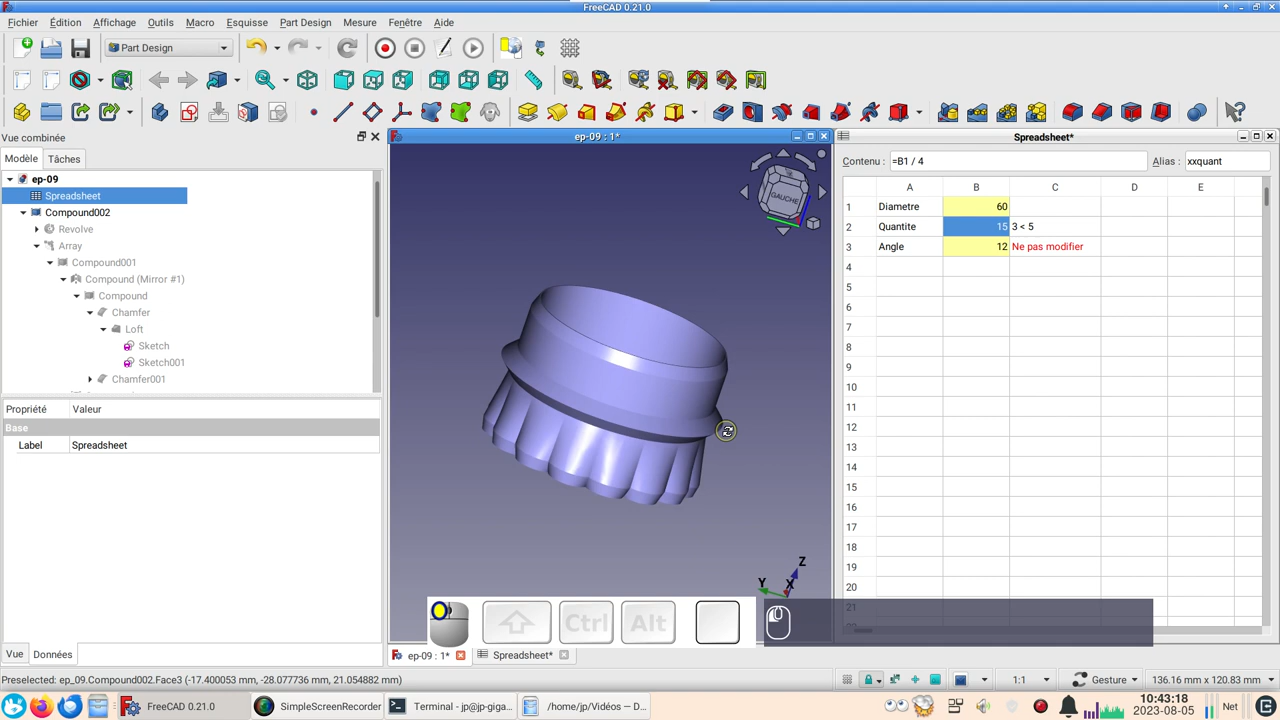 FreeCAD 0.21.0
Fichier Édition Affichage Outils Macro Esquisse Part Design Mesure Fenêtre Aide
Part Design
Vue combinée
ep-09 : 1*
Spreadsheet*
Modèle Tâches
Contenu : =B1 / 4 Alias : xxquant
ep-09
Spreadsheet
Compound002
Revolve
Array
Compound001
Compound (Mirror #1)
Compound
Chamfer
Loft
Sketch
Sketch001
Chamfer001
Propriété Valeur
Base
Label Spreadsheet
Vue Données
GAUCHE
Z
Y
X
A B C D E
1 Diametre 60
2 Quantite 15 3 < 5
3 Angle 12 Ne pas modifier
4
5
6
7
8
9
10
11
12
13
14
15
16
17
18
19
20
21
Ctrl Alt
ep-09 : 1* Spreadsheet*
Preselected: ep_09.Compound002.Face3 (-17.400053 mm, -28.077736 mm, 21.054882 mm)
1:1 Gesture 136.16 mm x 120.83 mm
FreeCAD 0.21.0 SimpleScreenRecorder Terminal - jp@jp-giga... /home/jp/Vidéos — D... Net
10:43:18
2023-08-05